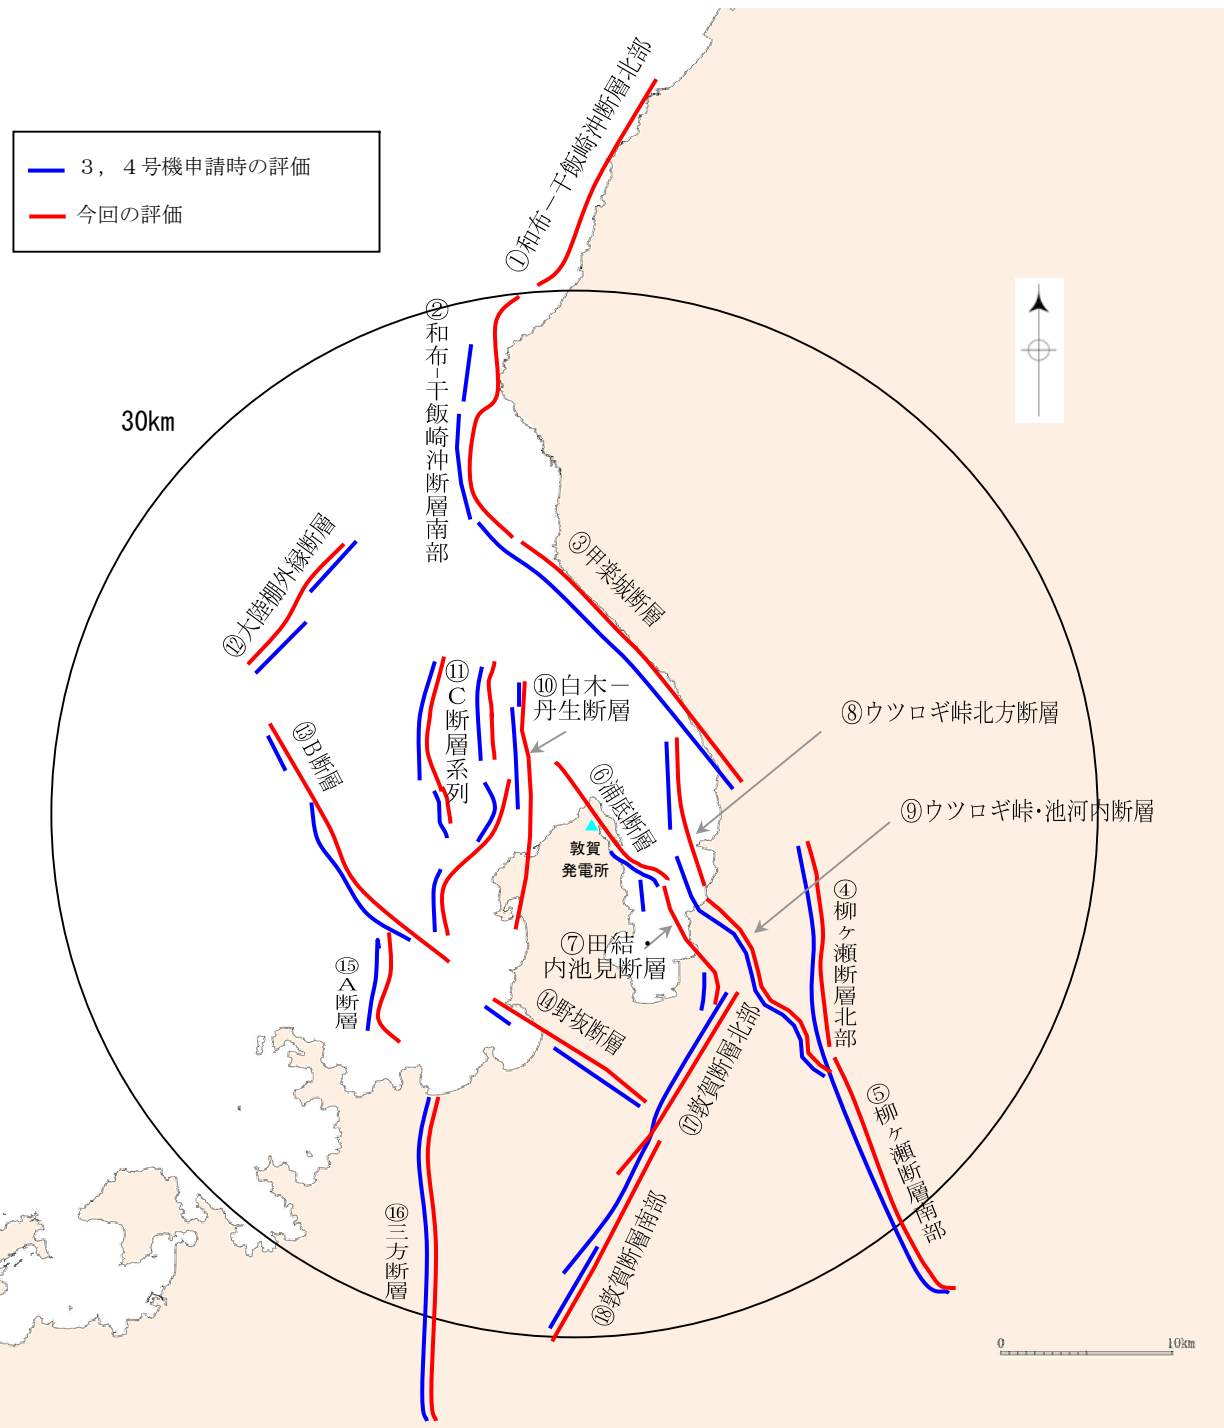 ３，４号機申請時の評価
今回の評価
①和布－干飯崎沖断層北部
②和布-干飯崎沖断層南部
30km
③甲楽城断層
⑫大陸棚外縁断層
⑪C断層系列
⑩白木－
丹生断層
⑧ウツロギ峠北方断層
⑬B断層
⑥浦底断層
⑨ウツロギ峠・池河内断層
敦賀
発電所
④柳ヶ瀬断層北部
⑦田結・
内池見断層
⑮A断層
⑭野坂断層
⑰敦賀断層北部
⑤柳ヶ瀬断層南部
⑯三方断層
⑱敦賀断層南部
0 10km